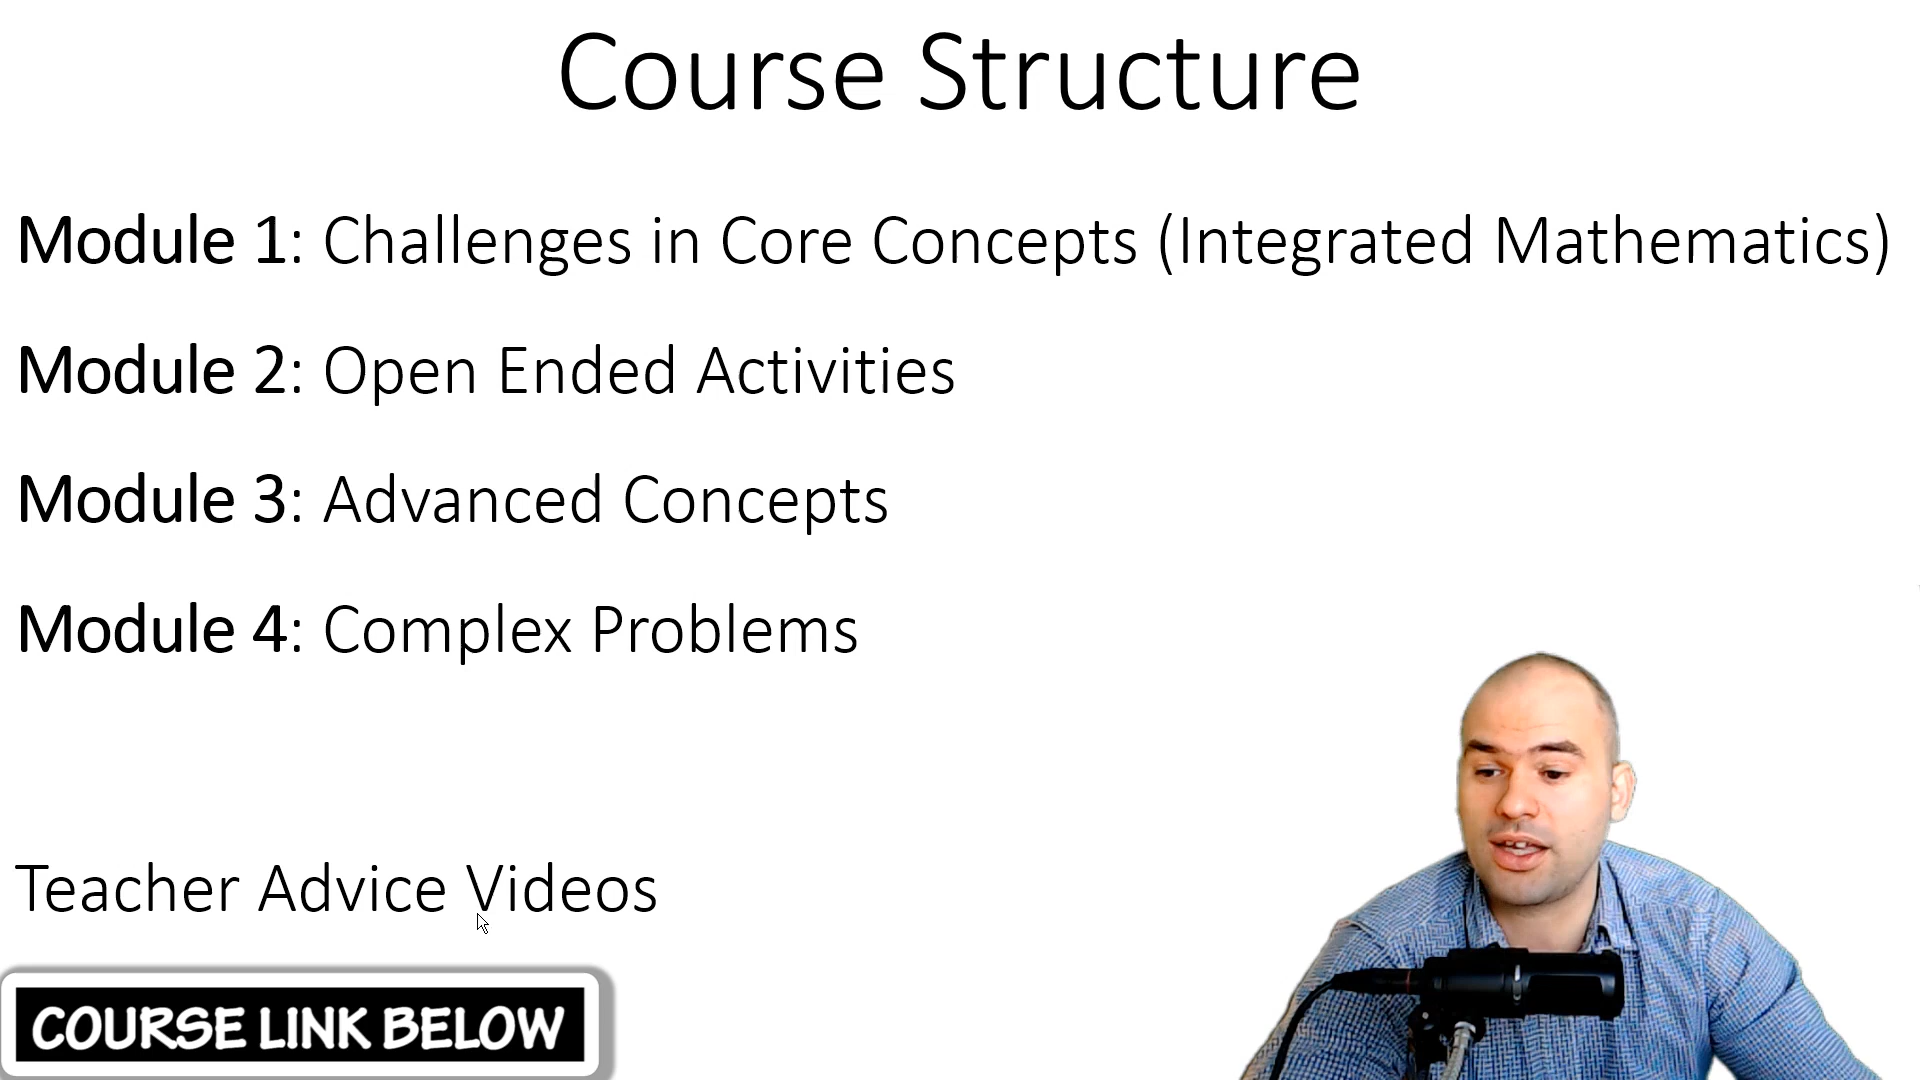 Course Structure
Module 1: Challenges in Core Concepts (Integrated Mathematics)
Module 2: Open Ended Activities
Module 3: Advanced Concepts
Module 4: Complex Problems
Teacher Advice Videos
COURSE LINK BELOW